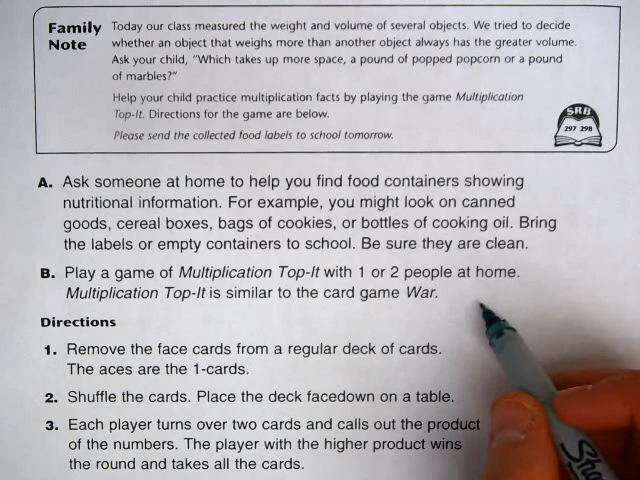 Family Note
Today our class measured the weight and volume of several objects. We tried to decide
whether an object that weighs more than another object always has the greater volume.
Ask your child, "Which takes up more space, a pound of popped popcorn or a pound
of marbles?"
Help your child practice multiplication facts by playing the game Multiplication
Top-It. Directions for the game are below.
Please send the collected food labels to school tomorrow.
SRB
297 298
A. Ask someone at home to help you find food containers showing
nutritional information. For example, you might look on canned
goods, cereal boxes, bags of cookies, or bottles of cooking oil. Bring
the labels or empty containers to school. Be sure they are clean.
B. Play a game of Multiplication Top-It with 1 or 2 people at home.
Multiplication Top-It is similar to the card game War.
Directions
1. Remove the face cards from a regular deck of cards.
The aces are the 1-cards.
2. Shuffle the cards. Place the deck facedown on a table.
3. Each player turns over two cards and calls out the product
of the numbers. The player with the higher product wins
the round and takes all the cards.